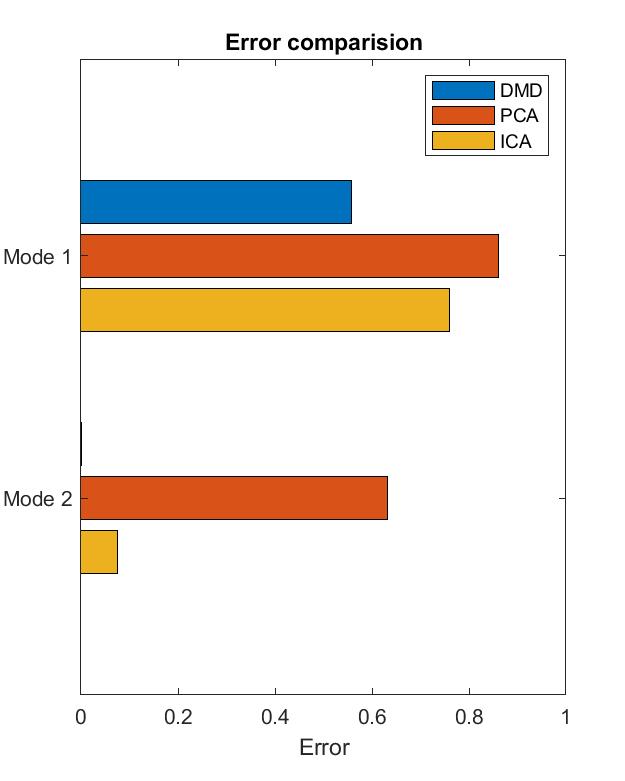 Error comparision
DMD
PCA
ICA
Mode 1
Mode 2
0 0.2 0.4 0.6 0.8 1
Error